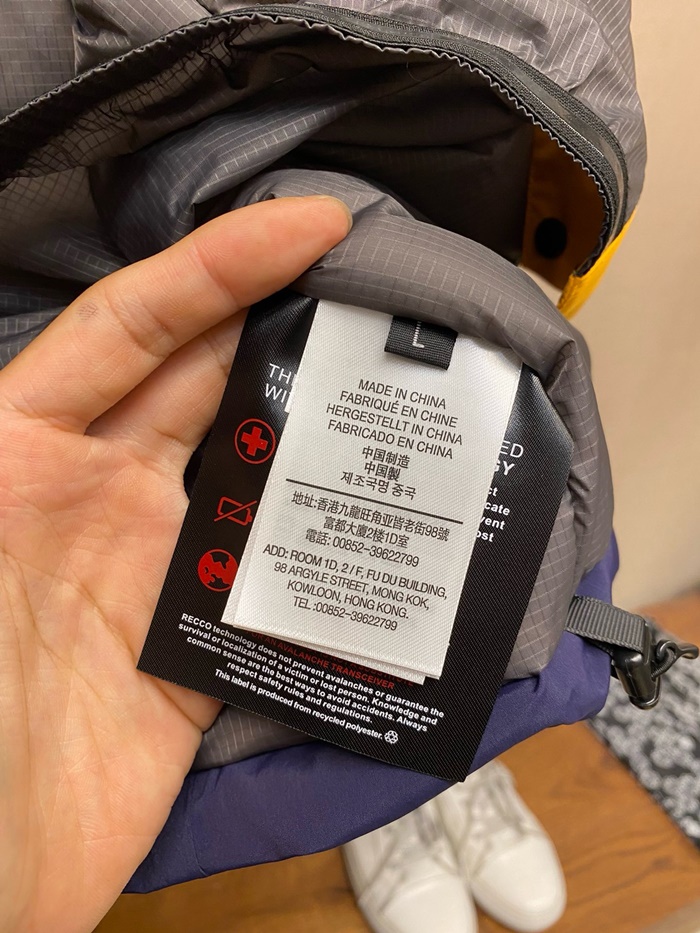 L
MADE IN CHINA
FABRIQUÉ EN CHINE
HERGESTELLT IN CHINA
FABRICADO EN CHINA
中国制造
中国製
제조국명 중국
地址:香港九龍旺角亚皆老街98號
富都大廈2樓1D室
電話: 00852-39622799
ADD: ROOM 1D, 2/F, FU DU BUILDING,
98 ARGYLE STREET, MONG KOK,
KOWLOON, HONG KONG.
TEL :00852-39622799
AN AVALANCHE TRANSCEIVER
RECCO technology does not prevent avalanches or guarantee the
survival or localization of a victim or lost person. Knowledge and
common sense are the best ways to avoid accidents. Always
respect safety rules and regulations.
This label is produced from recycled polyester.